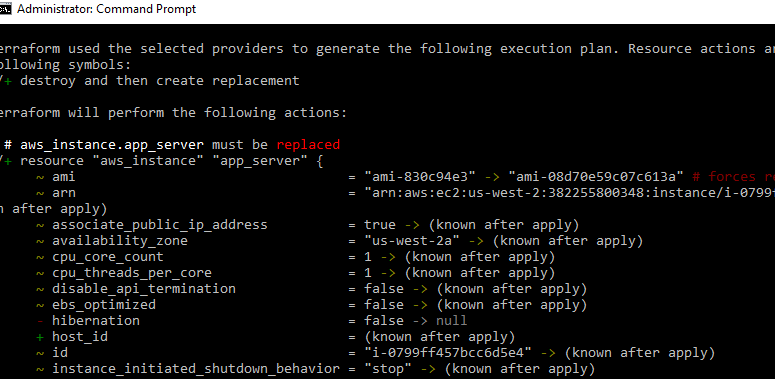 Administrator: Command Prompt
erraform used the selected providers to generate the following execution plan. Resource actions
ollowing symbols:
/+ destroy and then create replacement
erraform will perform the following actions:
# aws_instance.app_server must be replaced
/+ resource "aws_instance" "app_server" {
~ ami = "ami-830c94e3" -> "ami-08d70e59c07c613a" # forces
~ arn = "arn:aws:ec2:us-west-2:382255800348:instance/i-0799
n after apply)
~ associate_public_ip_address = true -> (known after apply)
~ availability_zone = "us-west-2a" -> (known after apply)
~ cpu_core_count = 1 -> (known after apply)
~ cpu_threads_per_core = 1 -> (known after apply)
~ disable_api_termination = false -> (known after apply)
~ ebs_optimized = false -> (known after apply)
- hibernation = false -> null
+ host_id = (known after apply)
~ id = "i-0799ff457bcc6d5e4" -> (known after apply)
~ instance_initiated_shutdown_behavior = "stop" -> (known after apply)